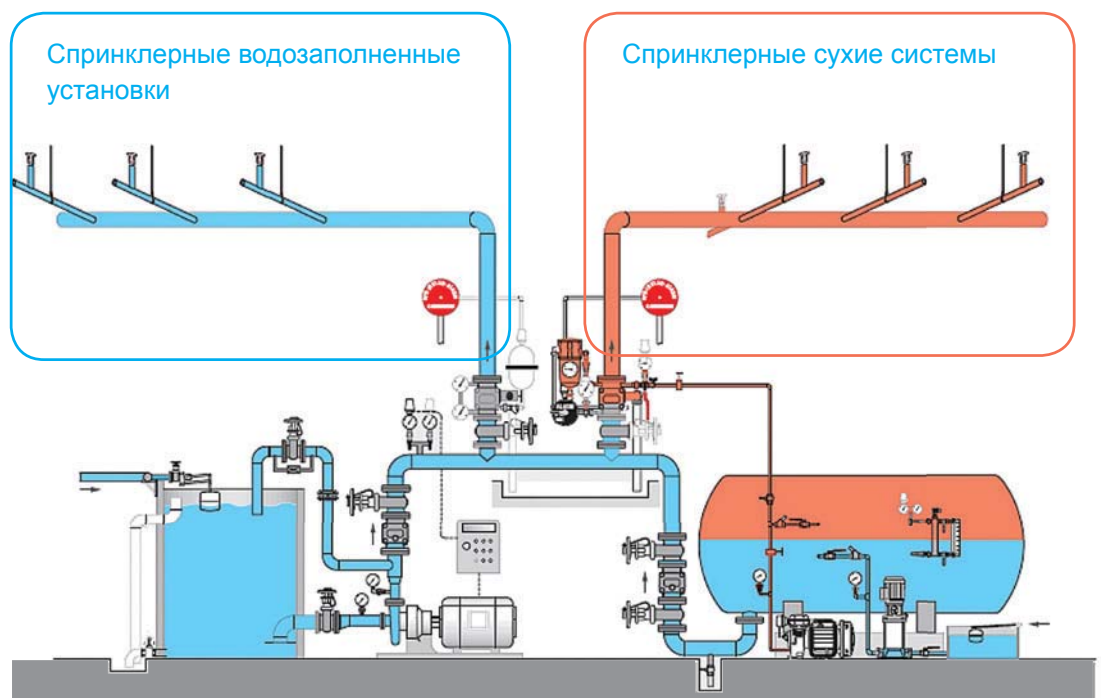 Спринклерные водозаполненные
установки
Спринклерные сухие системы